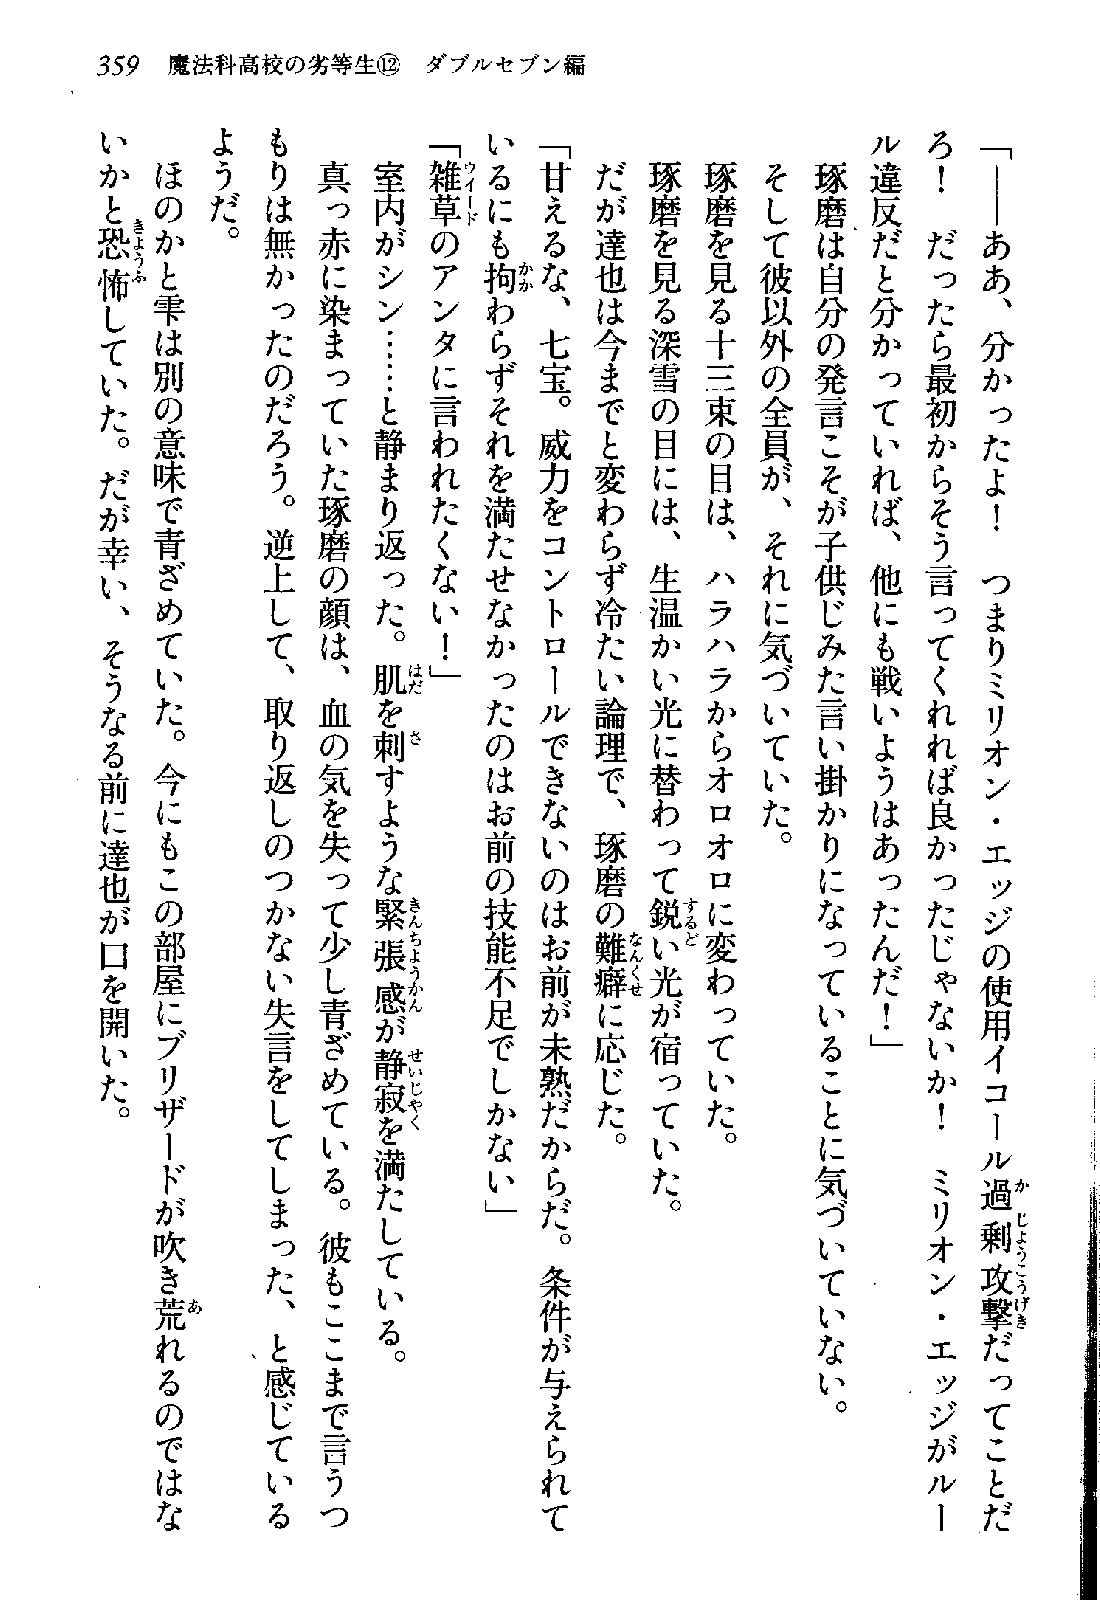 359 魔法科高校の劣等生⑫ ダブルセブン編
「――ああ、分かったよ！ つまりミリオン・エッジの使用イコール過剰攻撃だってことだ
ろ！ だったら最初からそう言ってくれれば良かったじゃないか！ ミリオン・エッジがルー
ル違反だと分かっていれば、他にも戦いようはあったんだ！」
琢磨は自分の発言こそが子供じみた言い掛かりになっていることに気づいていない。
そして彼以外の全員が、それに気づいていた。
琢磨を見る十三束の目は、ハラハラからオロオロに変わっていた。
琢磨を見る深雪の目には、生温かい光に替わって鋭い光が宿っていた。
だが達也は今までと変わらず冷たい論理で、琢磨の難癖に応じた。
「甘えるな、七宝。威力をコントロールできないのはお前が未熟だからだ。条件が与えられて
いるにも拘わらずそれを満たせなかったのはお前の技能不足でしかない」
「雑草のアンタに言われたくない！」
室内がシン……と静まり返った。肌を刺すような緊張感が静寂を満たしている。
真っ赤に染まっていた琢磨の顔は、血の気を失って少し青ざめている。彼もここまで言うつ
もりは無かったのだろう。逆上して、取り返しのつかない失言をしてしまった、と感じている
ようだ。
ほのかと雫は別の意味で青ざめていた。今にもこの部屋にブリザードが吹き荒れるのではな
いかと恐怖していた。だが幸い、そうなる前に達也が口を開いた。